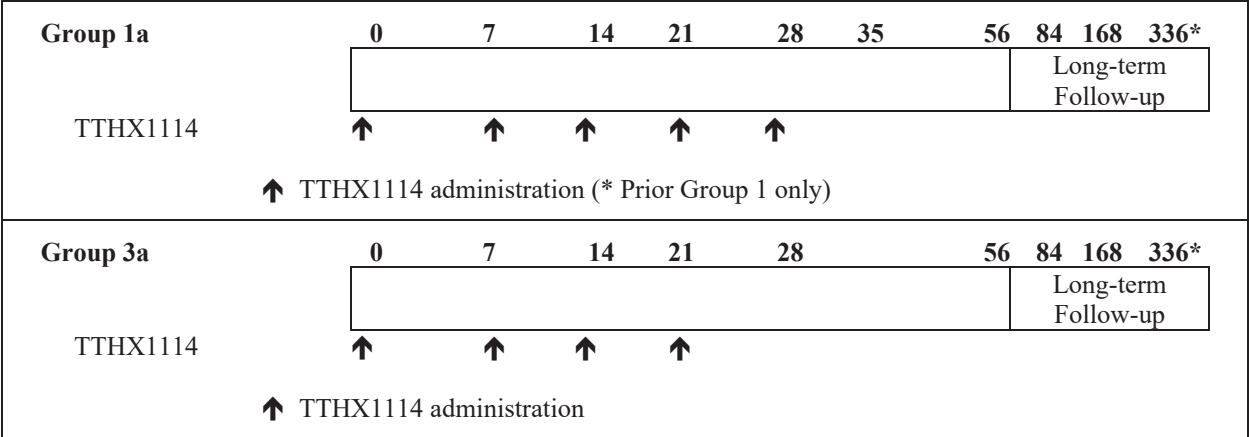 Group 1a 0 7 14 21 28 35 56 84 168 336*
Long-term
Follow-up
TTHX1114
TTHX1114 administration (* Prior Group 1 only)
Group 3a 0 7 14 21 28 56 84 168 336*
Long-term
Follow-up
TTHX1114
TTHX1114 administration